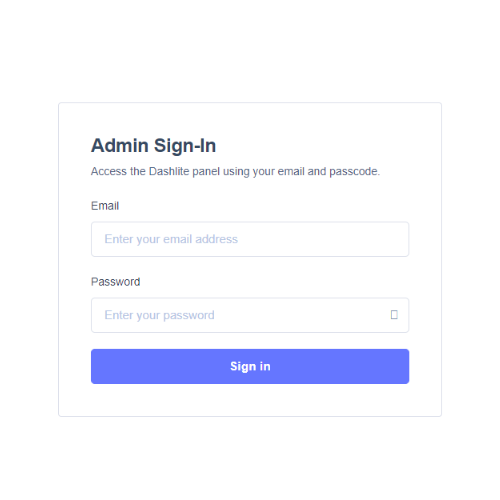 Admin Sign-In
Access the Dashlite panel using your email and passcode.
Email
Enter your email address
Password
Enter your password
Sign in